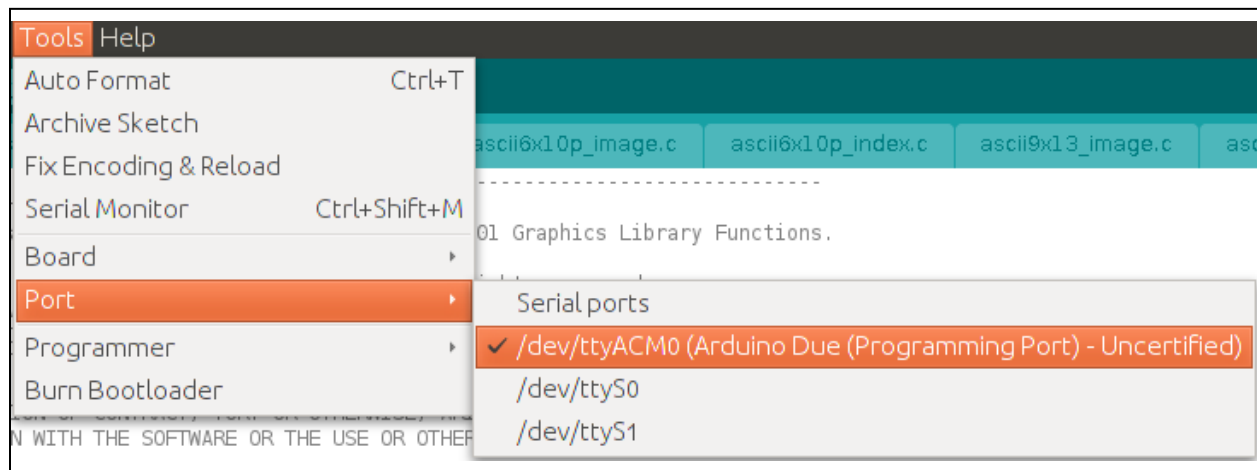 Tools Help
Auto Format Ctrl+T
Archive Sketch
Fix Encoding & Reload
Serial Monitor Ctrl+Shift+M
Board
Port
Programmer
Burn Bootloader
ascii6x10p_image.c ascii6x10p_index.c ascii9x13_image.c asc
----------------------------
01 Graphics Library Functions.
Serial ports
✓ /dev/ttyACM0 (Arduino Due (Programming Port) - Uncertified)
/dev/ttyS0
/dev/ttyS1
N WITH THE SOFTWARE OR THE USE OR OTHER